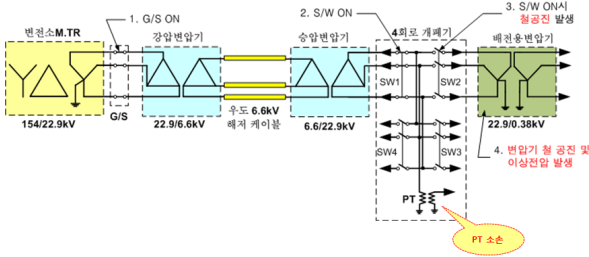 변전소M.TR
1. G/S ON
강압변압기
승압변압기
2. S/W ON
4회로 개폐기
3. S/W ON시
철공진 발생
배전용변압기
SW1
SW2
G/S
154/22.9kV
22.9/6.6kV
우도 6.6kV
해저 케이블
6.6/22.9kV
22.9/0.38kV
SW4
SW3
4. 변압기 철 공진 및
이상전압 발생
PT
PT 소손